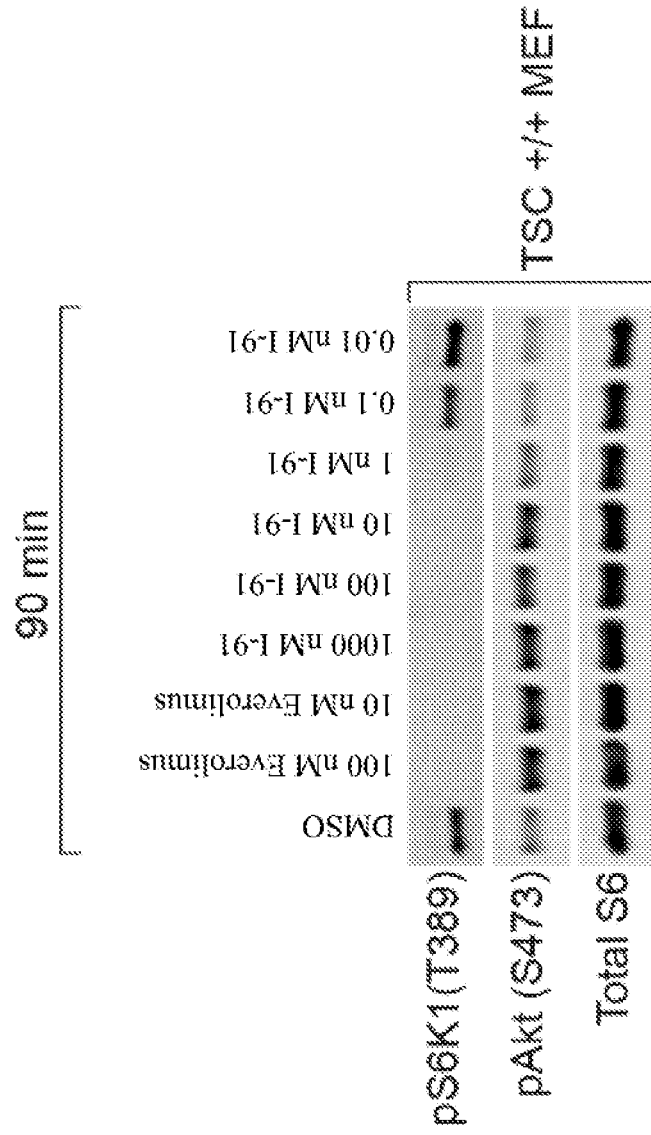 90 min
DMSO
100 nM Everolimus
10 nM Everolimus
1000 nM I-91
100 nM I-91
10 nM I-91
1 nM I-91
0.1 nM I-91
0.01 nM I-91
pS6K1(T389)
pAkt (S473)
Total S6
TSC +/+ MEF